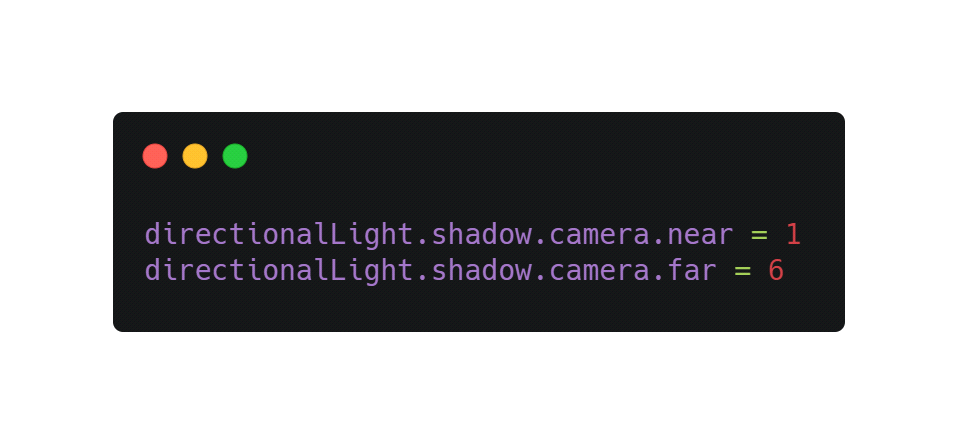 directionalLight.shadow.camera.near = 1
directionalLight.shadow.camera.far = 6